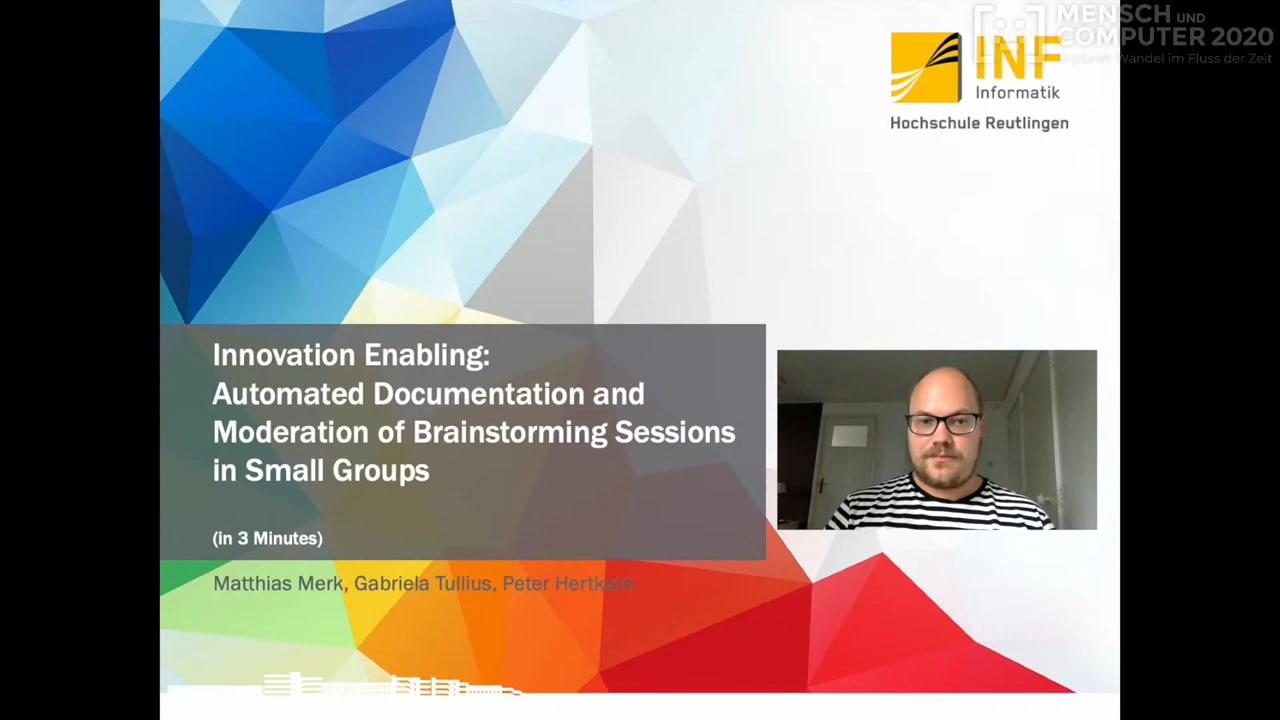 MENSCH UND
COMPUTER 2020
Digitaler Wandel im Fluss der Zeit
INF
Informatik
Hochschule Reutlingen
Innovation Enabling:
Automated Documentation and
Moderation of Brainstorming Sessions
in Small Groups
(in 3 Minutes)
Matthias Merk, Gabriela Tullius, Peter Hertkorn